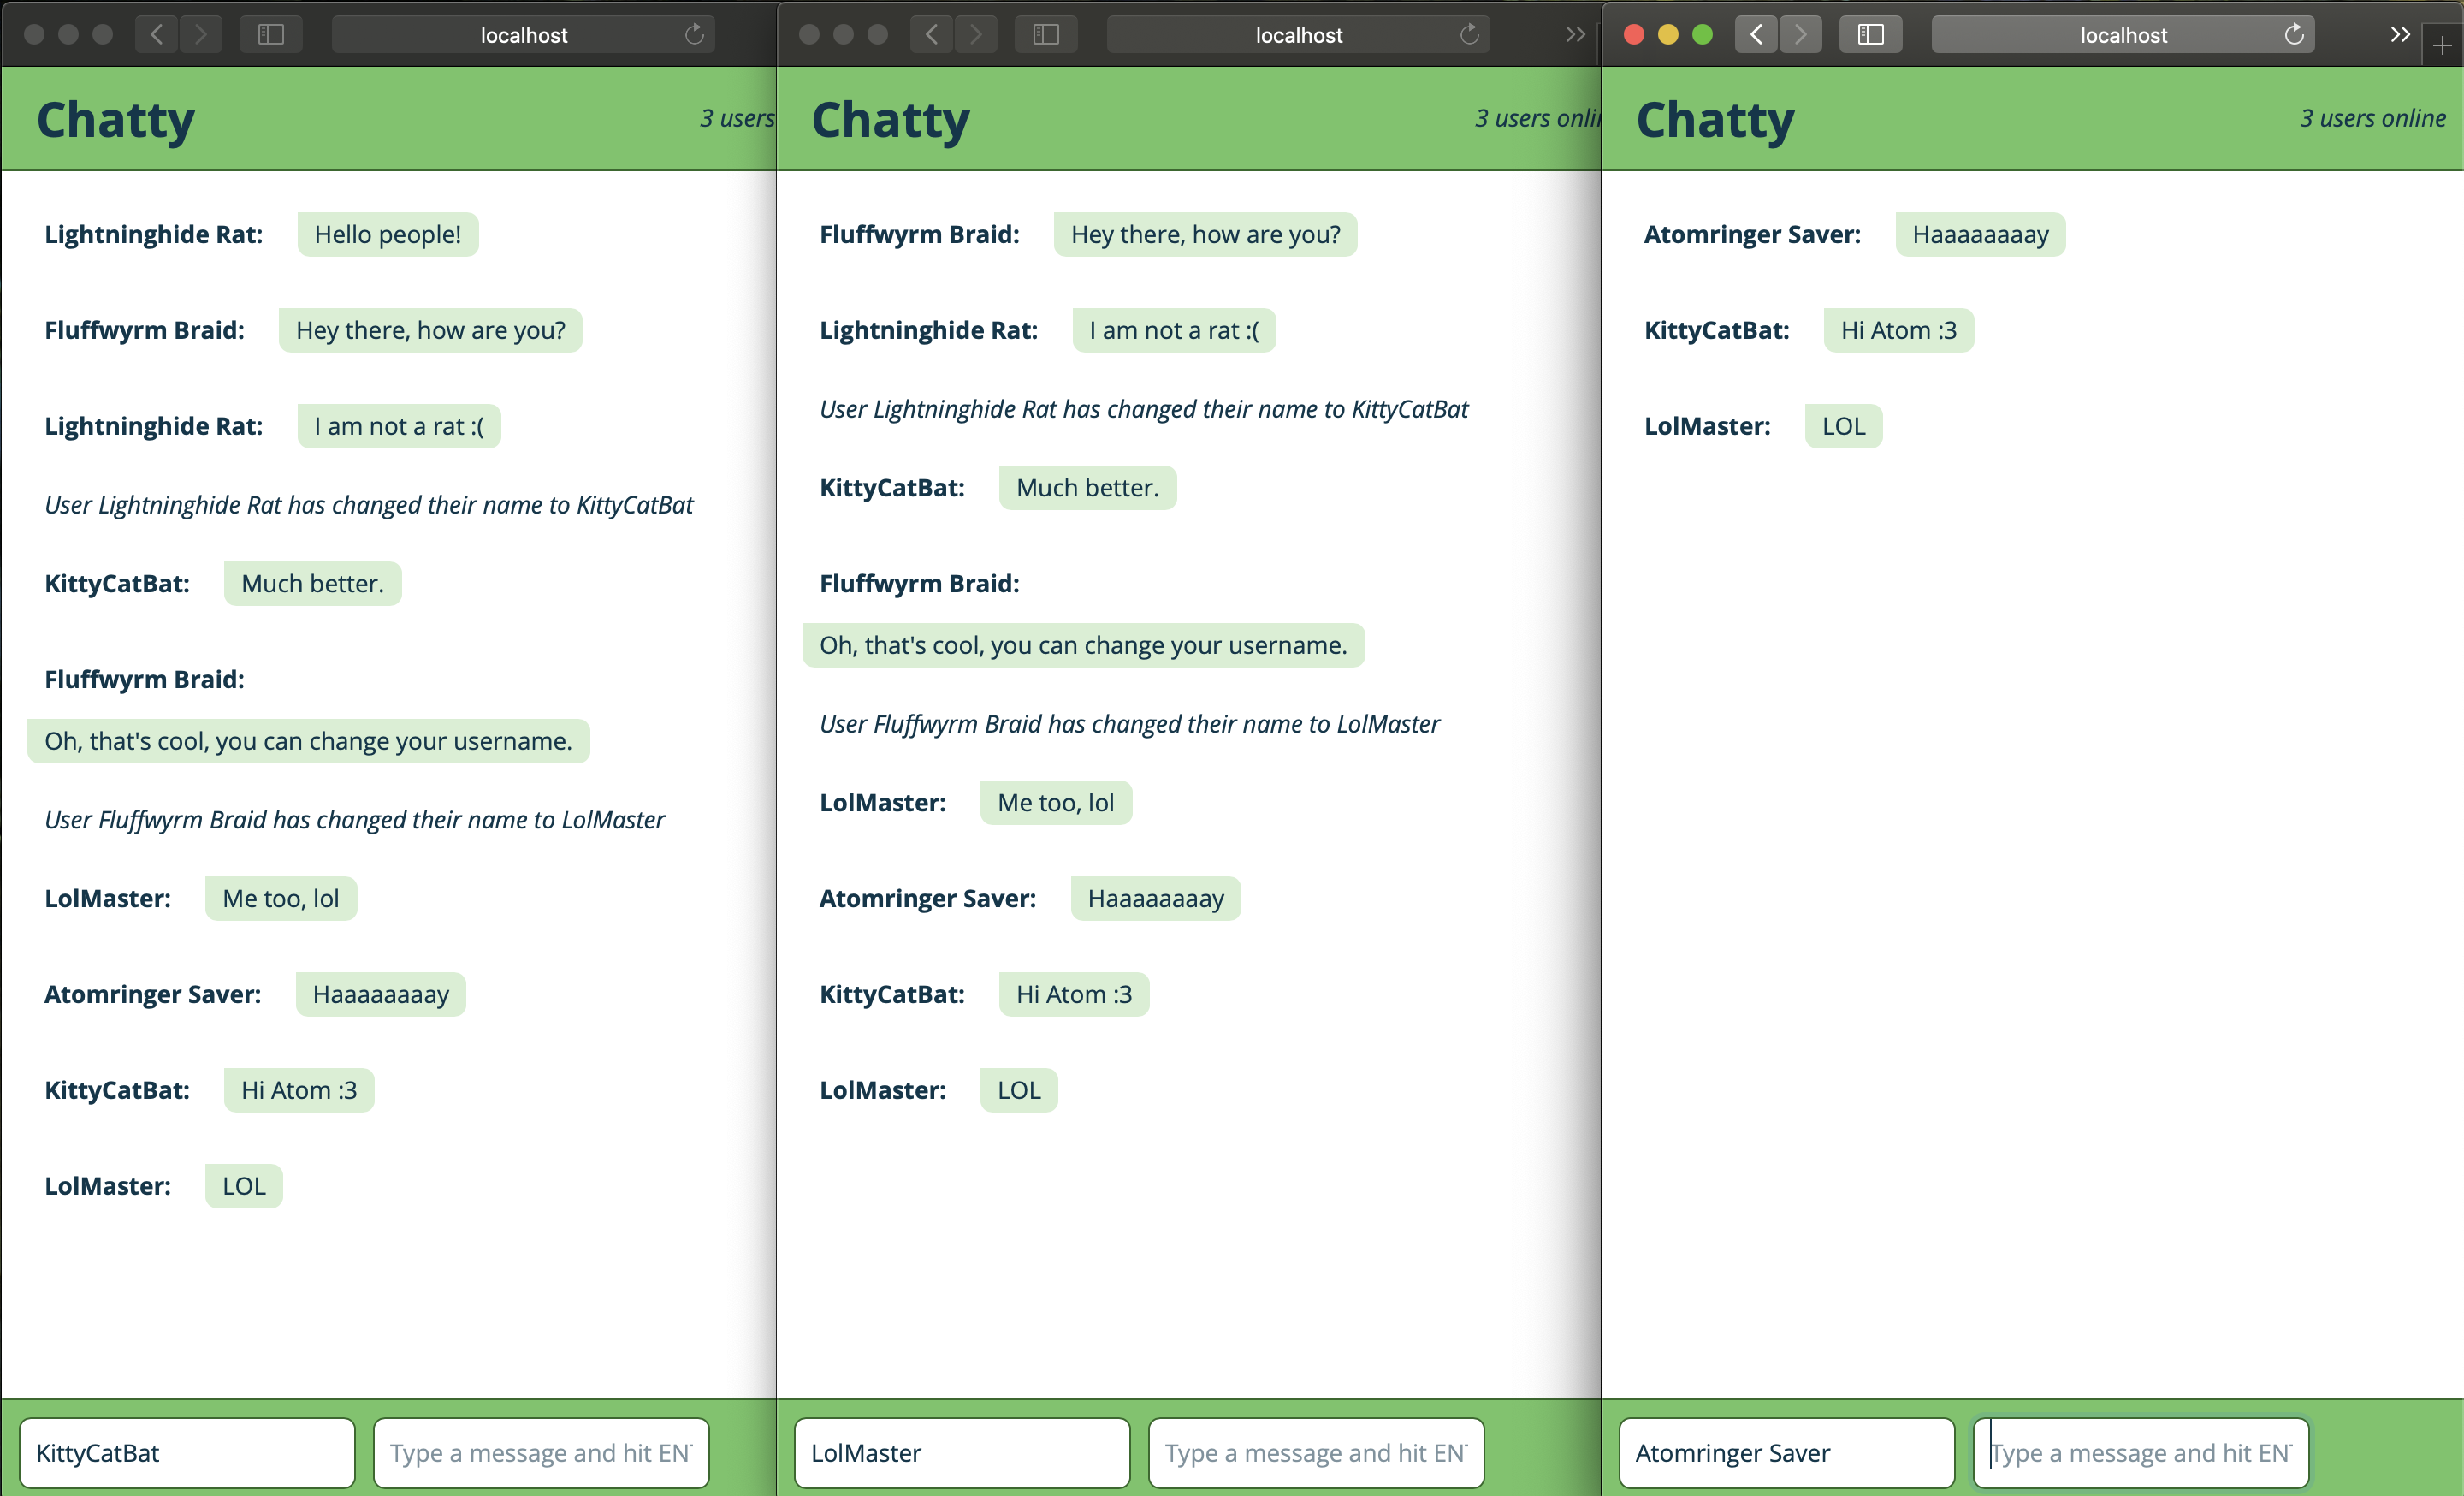 localhost
Chatty
3 users
Lightninghide Rat: Hello people!
Fluffwyrm Braid: Hey there, how are you?
Lightninghide Rat: I am not a rat :(
User Lightninghide Rat has changed their name to KittyCatBat
KittyCatBat: Much better.
Fluffwyrm Braid:
Oh, that's cool, you can change your username.
User Fluffwyrm Braid has changed their name to LolMaster
LolMaster: Me too, lol
Atomringer Saver: Haaaaaaaay
KittyCatBat: Hi Atom :3
LolMaster: LOL
KittyCatBat
Type a message and hit EN
localhost
Chatty
3 users onli
Fluffwyrm Braid: Hey there, how are you?
Lightninghide Rat: I am not a rat :(
User Lightninghide Rat has changed their name to KittyCatBat
KittyCatBat: Much better.
Fluffwyrm Braid:
Oh, that's cool, you can change your username.
User Fluffwyrm Braid has changed their name to LolMaster
LolMaster: Me too, lol
Atomringer Saver: Haaaaaaaay
KittyCatBat: Hi Atom :3
LolMaster: LOL
LolMaster
Type a message and hit EN
localhost
Chatty
3 users online
Atomringer Saver: Haaaaaaaay
KittyCatBat: Hi Atom :3
LolMaster: LOL
Atomringer Saver
Type a message and hit EN